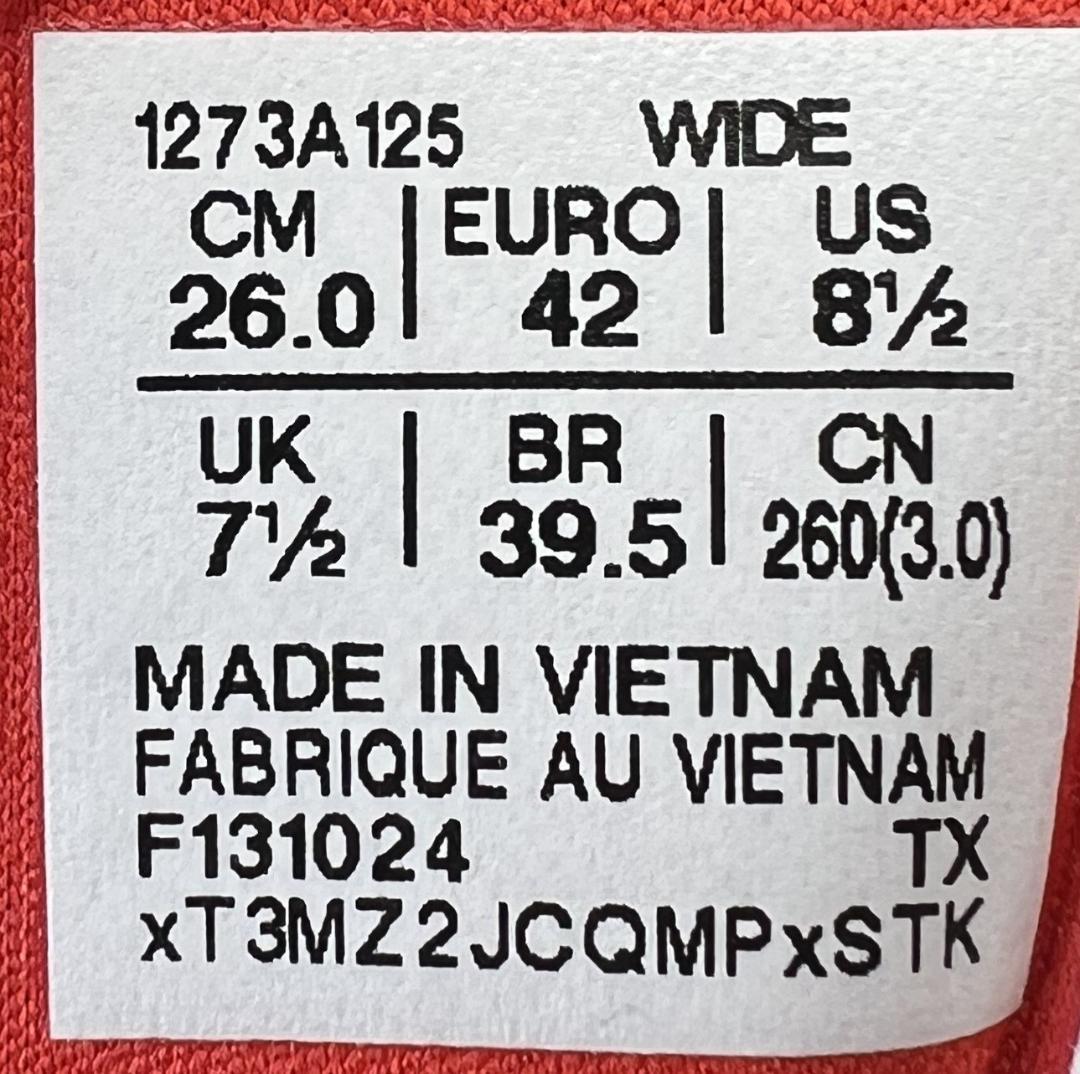 1273A125 WIDE
CM | EURO | US
26.0 | 42 | 8½
UK | BR | CN
7½ | 39.5 | 260(3.0)
MADE IN VIETNAM
FABRIQUE AU VIETNAM
F131024 TX
xT3MZ2JCQMPxSTK